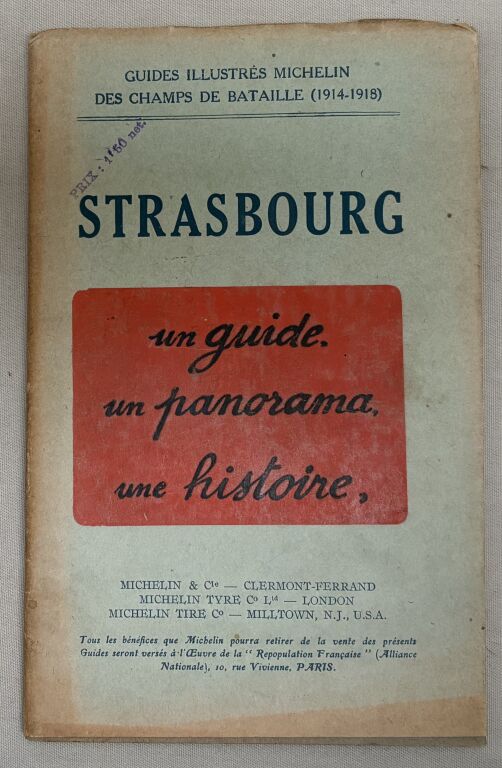 GUIDES ILLUSTRÉS MICHELIN
DES CHAMPS DE BATAILLE (1914-1918)
PRIX : 1f50 net.
STRASBOURG
un guide.
un panorama,
une histoire,
MICHELIN & Cie — CLERMONT-FERRAND
MICHELIN TYRE Co Ltd — LONDON
MICHELIN TIRE Co — MILLTOWN, N.J., U.S.A.
Tous les bénéfices que Michelin pourra retirer de la vente des présents
Guides seront versés à l'Œuvre de la " Repopulation Française " (Alliance
Nationale), 10, rue Vivienne, PARIS.